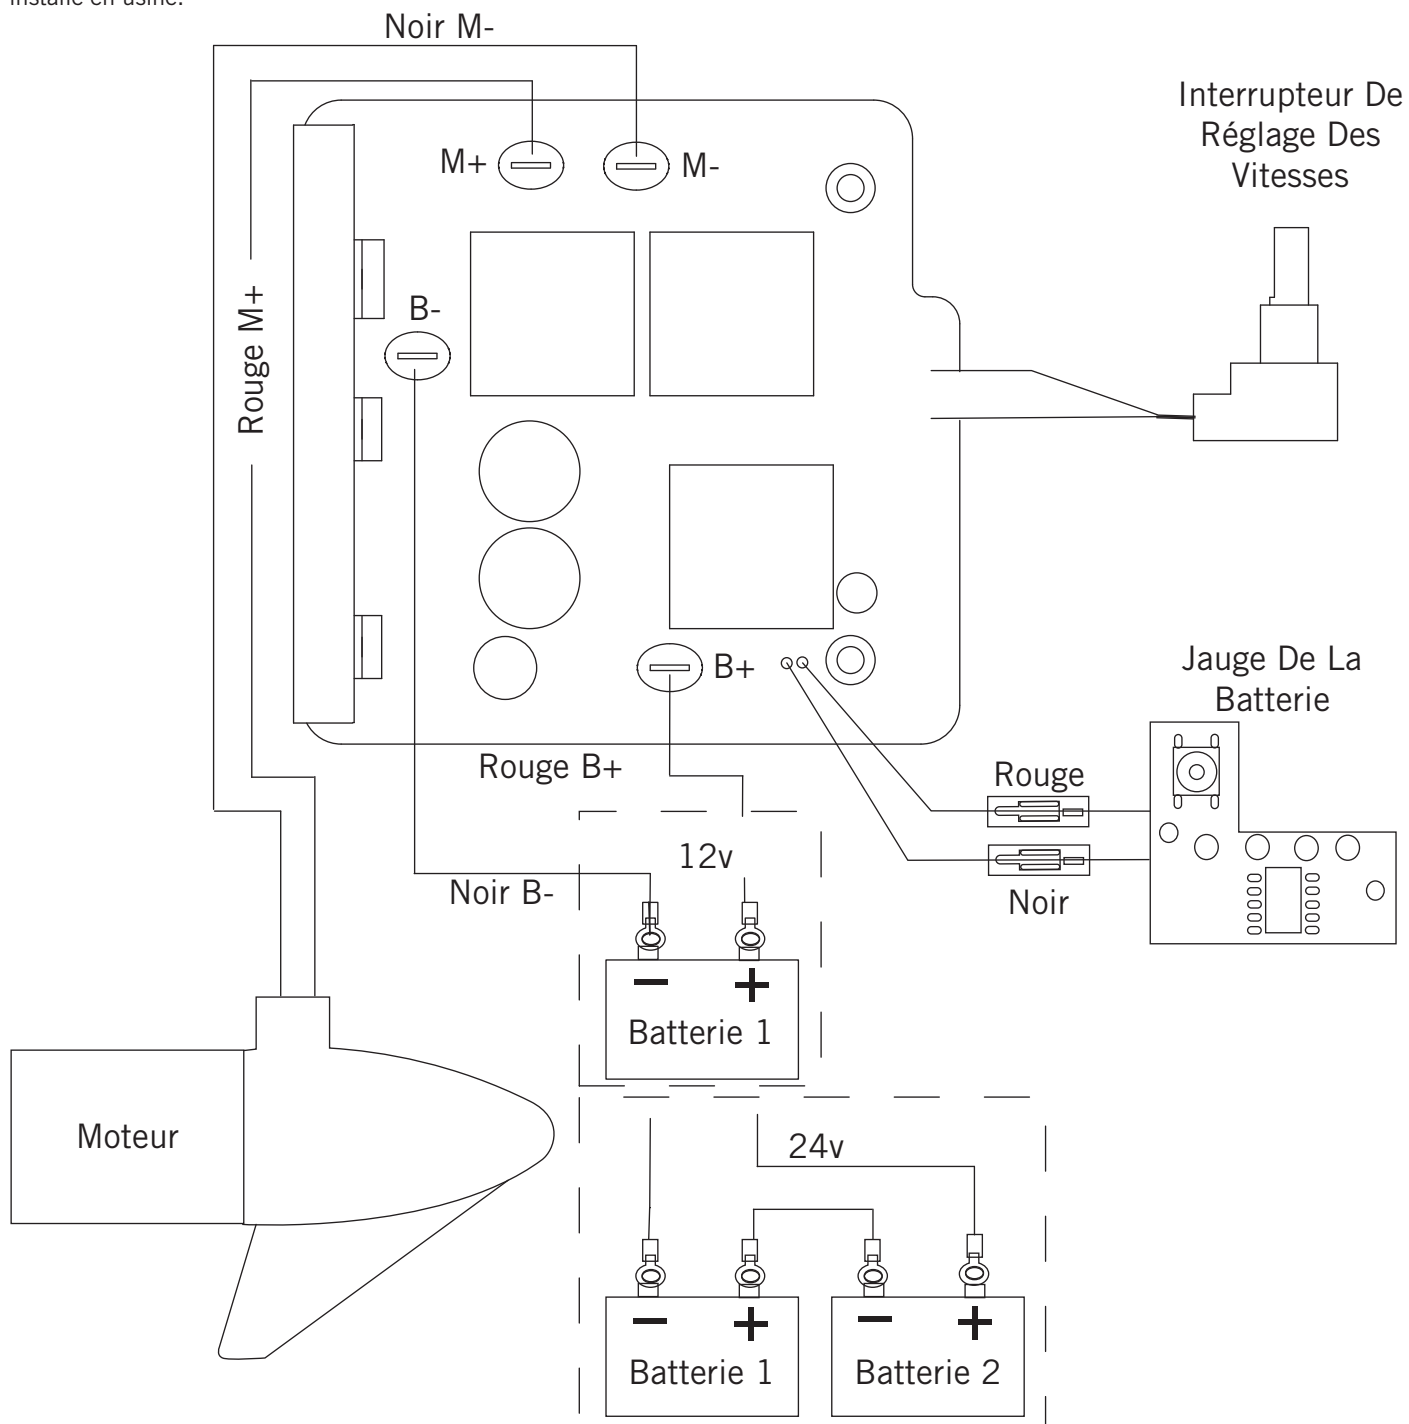 installé en usine.
Noir M-
Interrupteur De
Réglage Des
Vitesses
M+
M-
Rouge M+
B-
B+
Jauge De La
Batterie
Rouge B+
Rouge
12v
Noir B-
Noir
Batterie 1
Moteur
24v
Batterie 1
Batterie 2